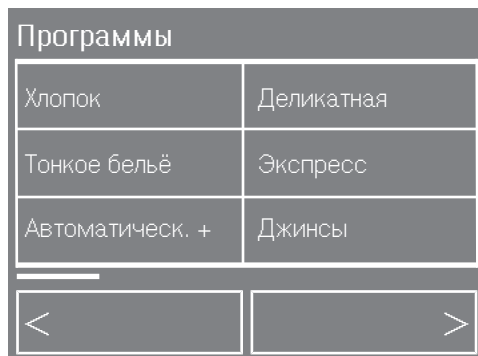 Программы
Хлопок Деликатная
Тонкое бельё Экспресс
Автоматическ. + Джинсы
< >